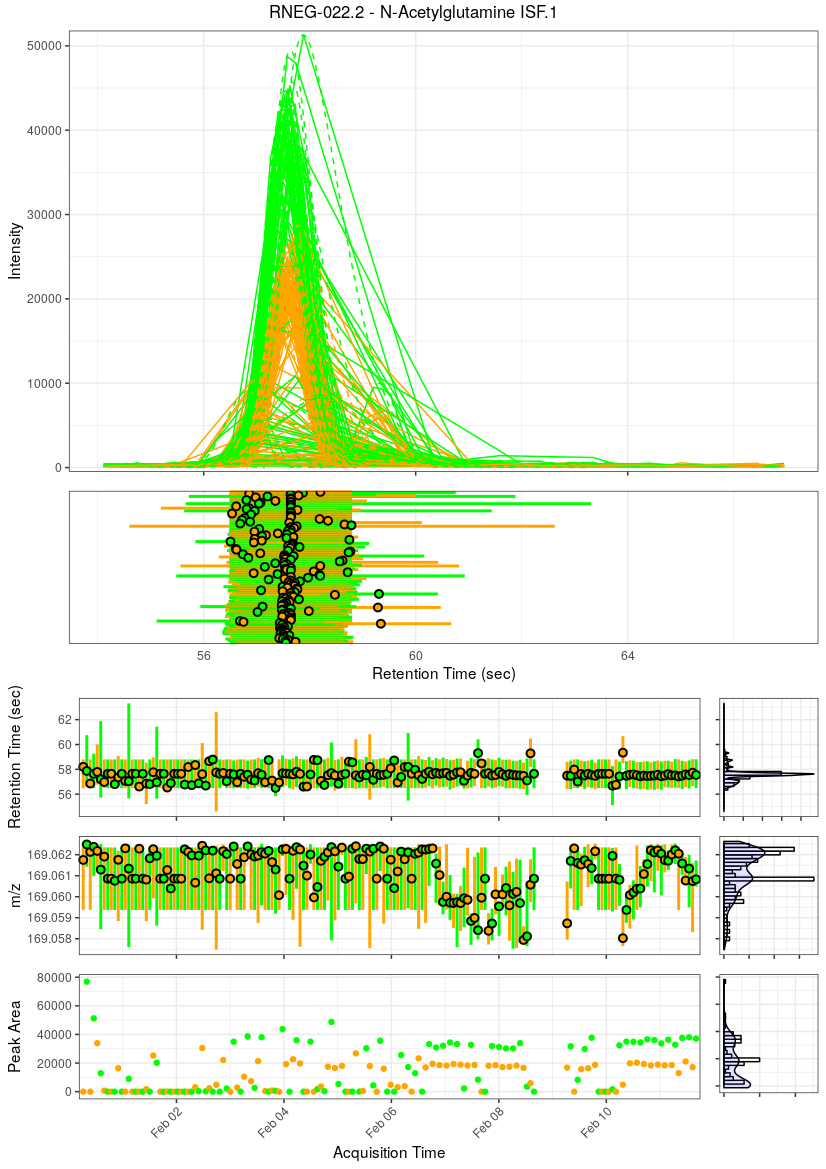 RNEG-022.2 - N-Acetylglutamine ISF.1
50000
40000
30000
20000
10000
0
Intensity
56
60
64
Retention Time (sec)
62
60
58
56
Retention Time (sec)
169.062
169.061
169.060
169.059
169.058
m/z
80000
60000
40000
20000
0
Peak Area
Feb 02
Feb 04
Feb 06
Feb 08
Feb 10
Acquisition Time